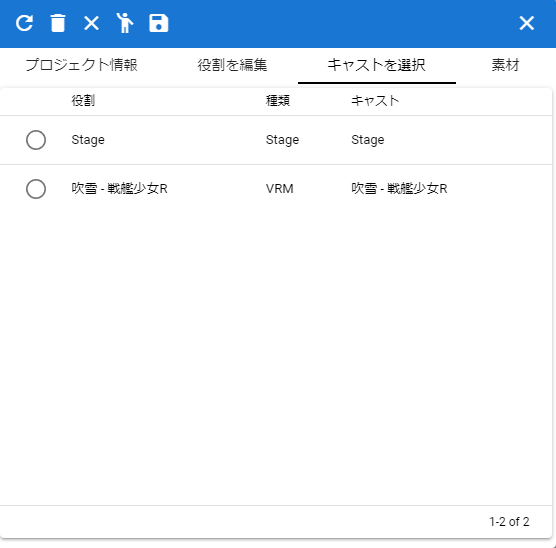 プロジェクト情報 役割を編集 キャストを選択 素材
役割 種類 キャスト
Stage Stage Stage
吹雪 - 戦艦少女R VRM 吹雪 - 戦艦少女R
1-2 of 2